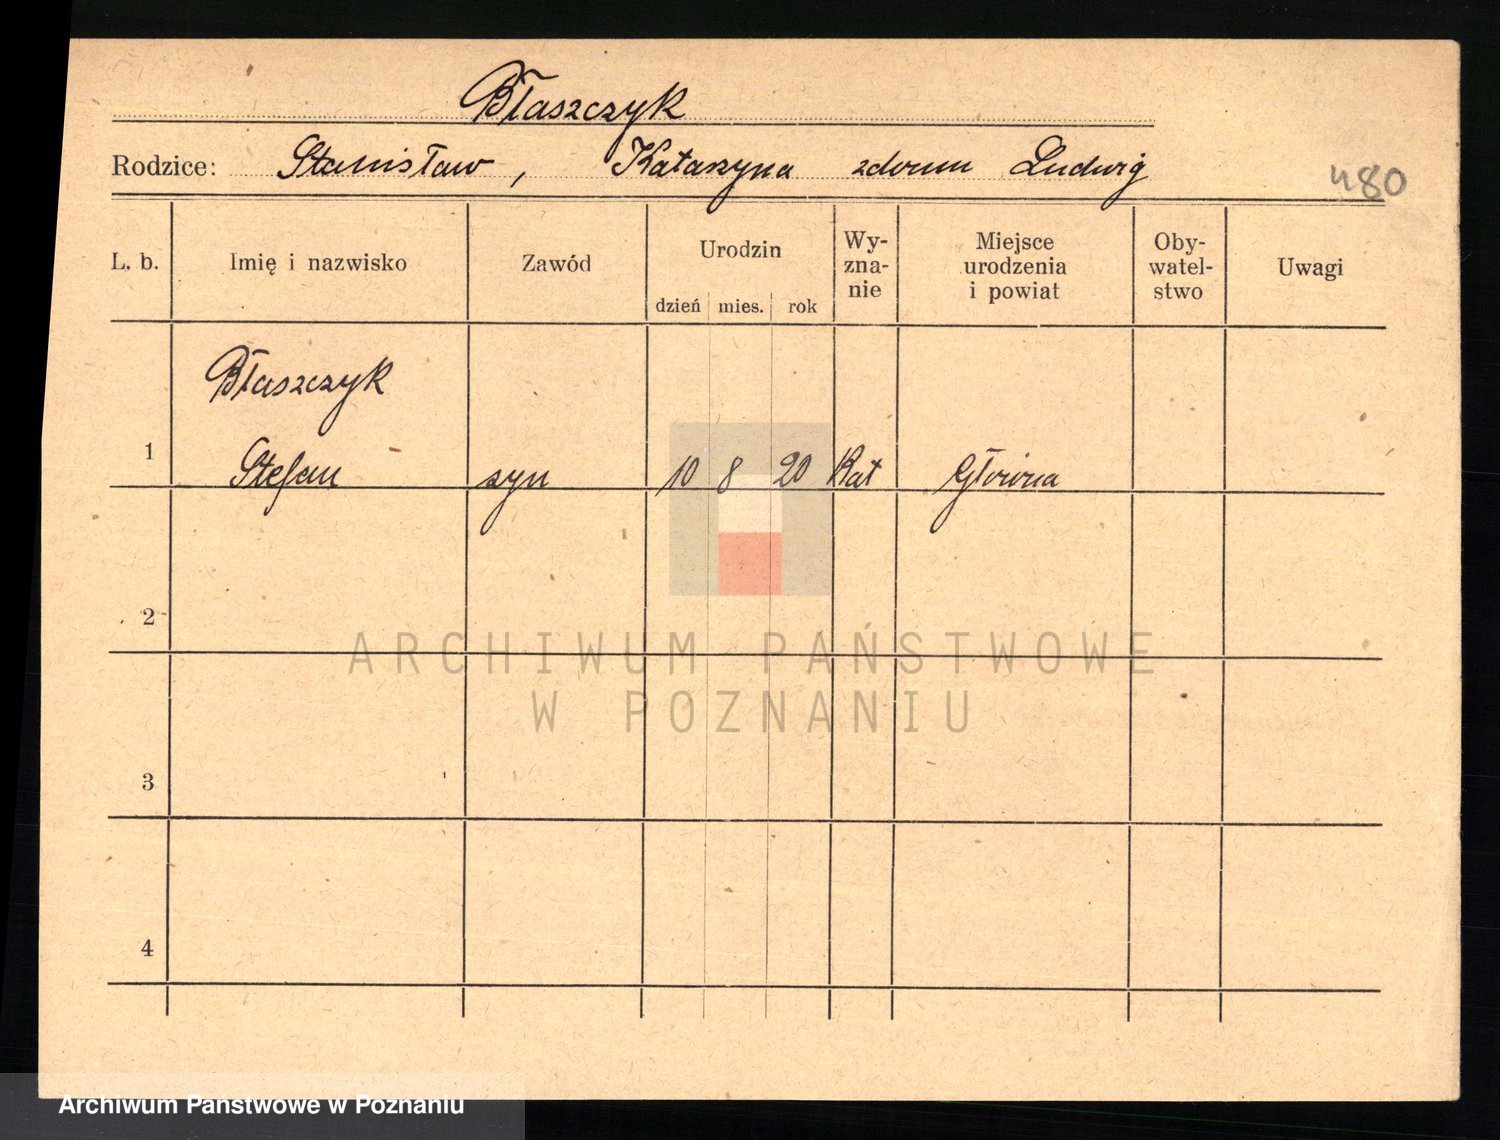 Błaszczyk
Rodzice: Stanisław, Katarzyna zdomu Ludwig
480
L. b. Imię i nazwisko Zawód Urodzin dzień mies. rok Wy-zna-nie Miejsce urodzenia i powiat Oby-watel-stwo Uwagi
Błaszczyk
1 Stefan syn 10 8 20 Kat Główna
2
ARCHIWUM PAŃSTWOWE
W POZNANIU
3
4
Archiwum Państwowe w Poznaniu